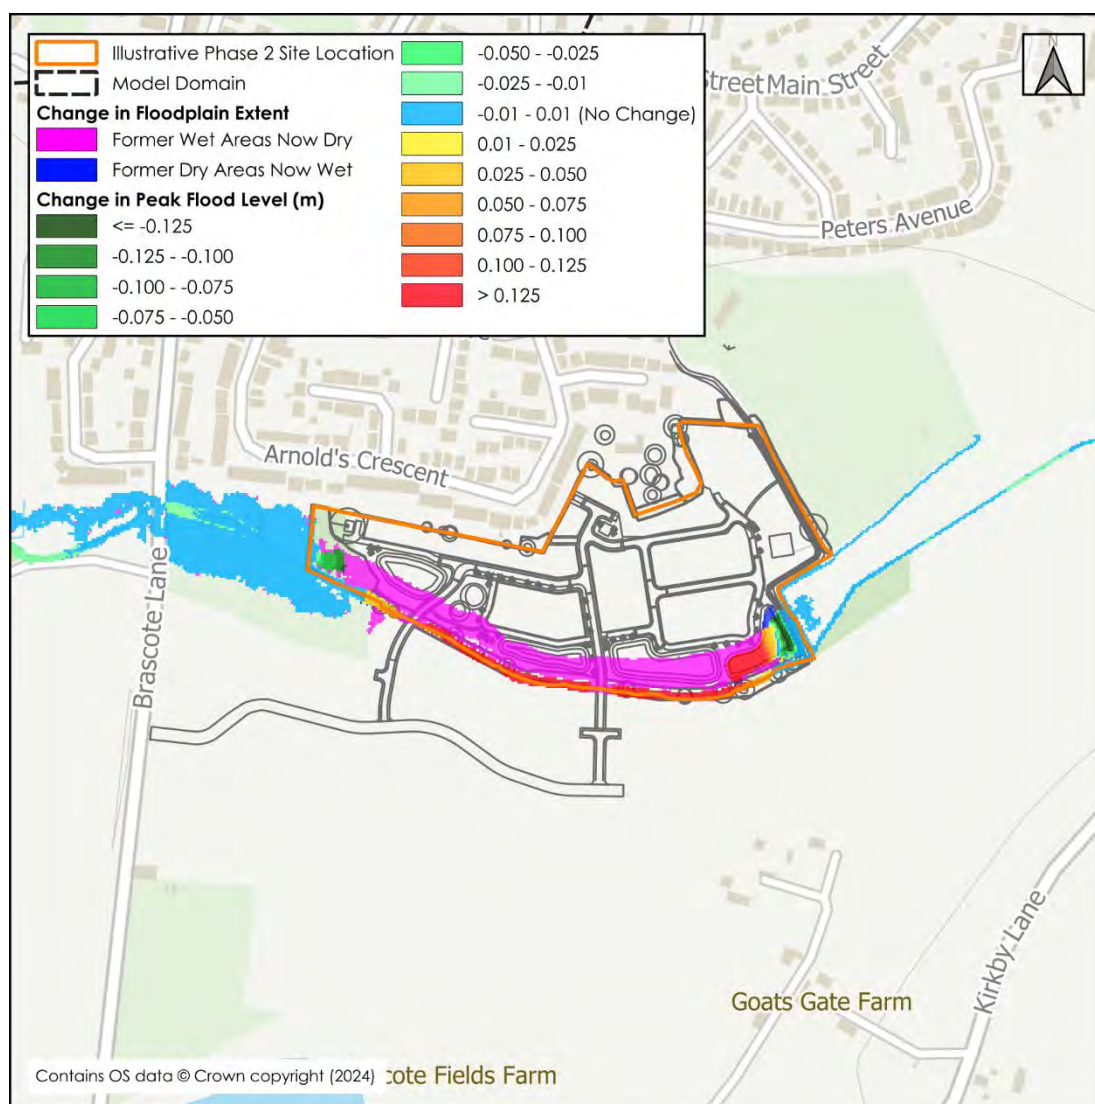 Illustrative Phase 2 Site Location
Model Domain
Change in Floodplain Extent
Former Wet Areas Now Dry
Former Dry Areas Now Wet
Change in Peak Flood Level (m)
<= -0.125
-0.125 - -0.100
-0.100 - -0.075
-0.075 - -0.050
-0.050 - -0.025
-0.025 - -0.01
-0.01 - 0.01 (No Change)
0.01 - 0.025
0.025 - 0.050
0.050 - 0.075
0.075 - 0.100
0.100 - 0.125
> 0.125
Street Main Street
Peters Avenue
Arnold's Crescent
Brascote Lane
Goats Gate Farm
Kirkby Lane
Contains OS data © Crown copyright (2024)
cote Fields Farm